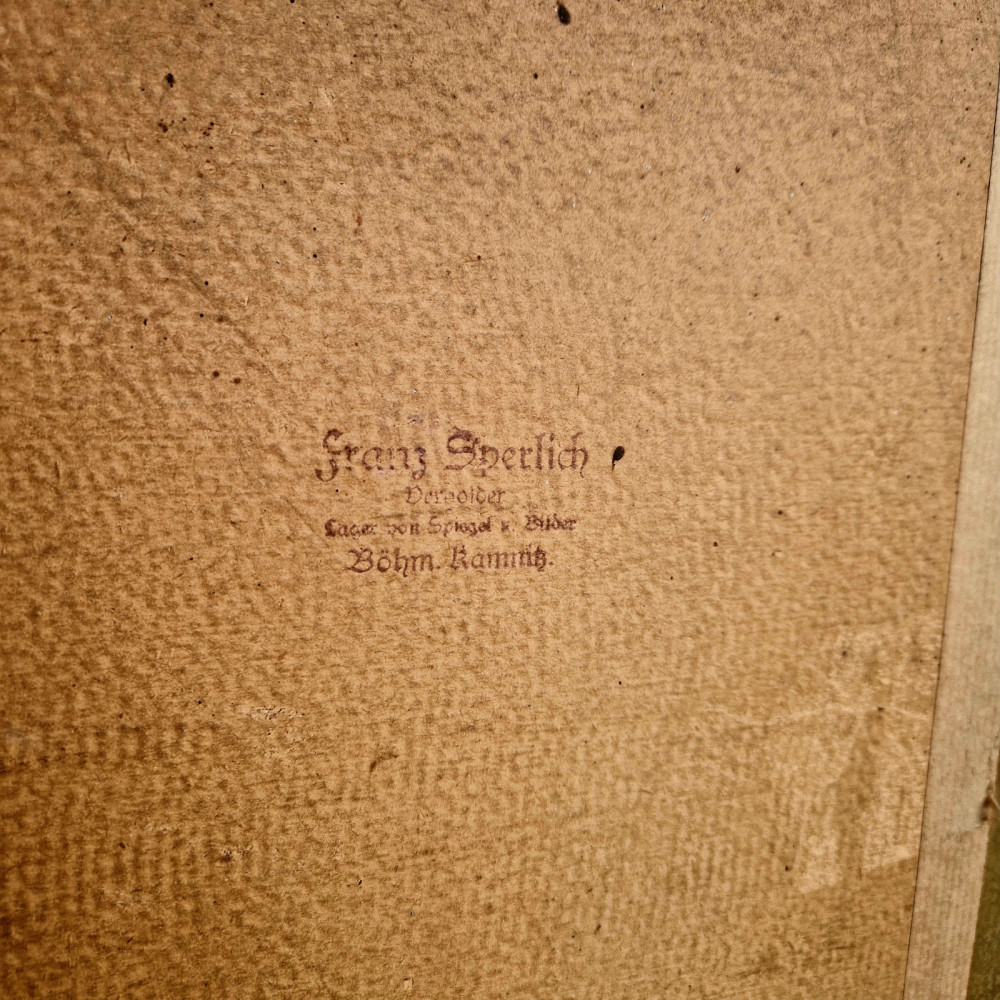 Franz Sperlich
Vergolder
Lager von Spiegel u. Bilder
Böhm. Kamnitz.